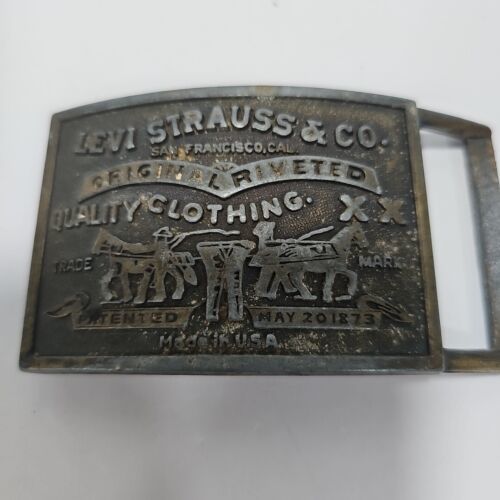 LEVI STRAUSS & CO.
SAN FRANCISCO, CAL.
ORIGINAL RIVETED
QUALITY CLOTHING. XX
TRADE MARK
PATENTED MAY 20 1873
Made in U.S.A.